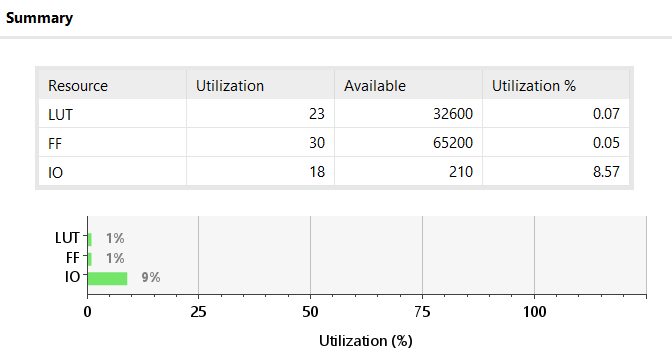 Summary
Resource Utilization Available Utilization %
LUT 23 32600 0.07
FF 30 65200 0.05
IO 18 210 8.57
LUT 1%
FF 1%
IO 9%
0 25 50 75 100
Utilization (%)